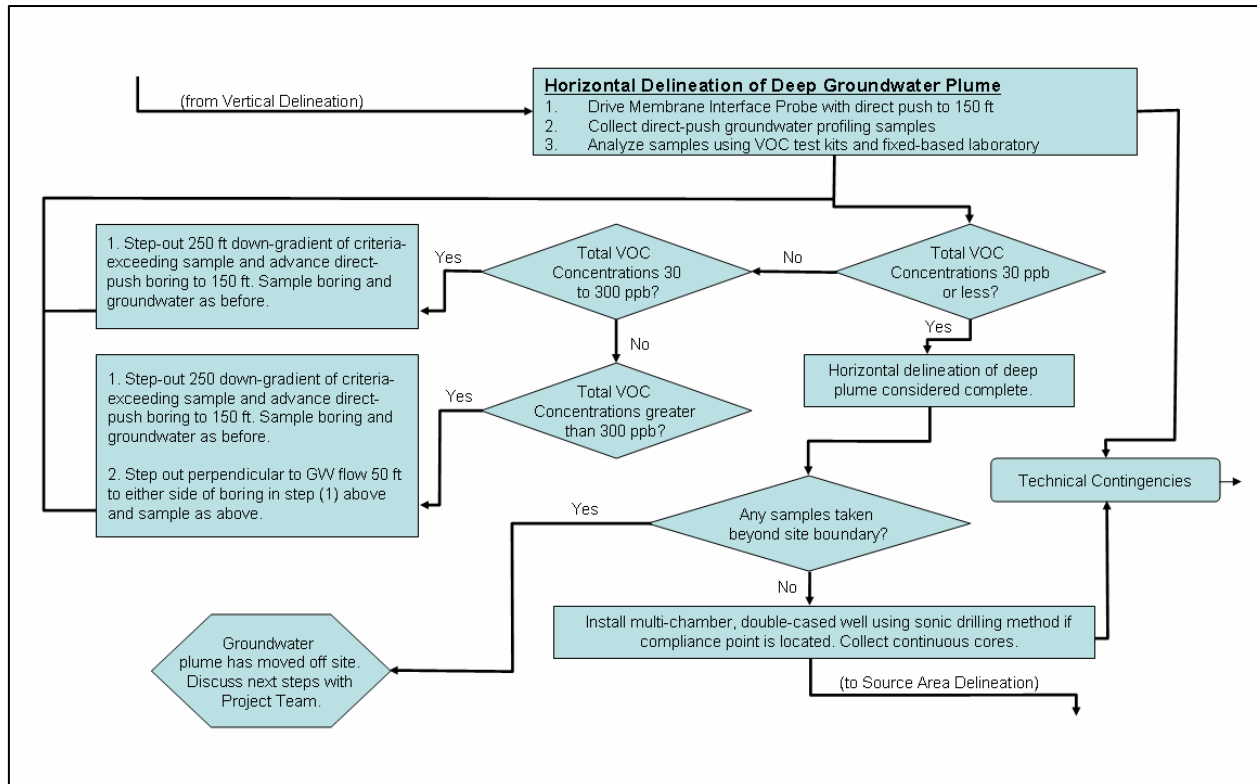 (from Vertical Delineation)
Horizontal Delineation of Deep Groundwater Plume
1. Drive Membrane Interface Probe with direct push to 150 ft
2. Collect direct-push groundwater profiling samples
3. Analyze samples using VOC test kits and fixed-based laboratory
1. Step-out 250 ft down-gradient of criteria-
exceeding sample and advance direct-
push boring to 150 ft. Sample boring and
groundwater as before.
Yes
Total VOC
Concentrations 30
to 300 ppb?
No
Total VOC
Concentrations 30 ppb
or less?
Yes
No
Horizontal delineation of deep
plume considered complete.
1. Step-out 250 down-gradient of criteria-
exceeding sample and advance direct-
push boring to 150 ft. Sample boring and
groundwater as before.
2. Step out perpendicular to GW flow 50 ft
to either side of boring in step (1) above
and sample as above.
Yes
Total VOC
Concentrations greater
than 300 ppb?
Technical Contingencies
Yes
Any samples taken
beyond site boundary?
No
Install multi-chamber, double-cased well using sonic drilling method if
compliance point is located. Collect continuous cores.
Groundwater
plume has moved off site.
Discuss next steps with
Project Team.
(to Source Area Delineation)